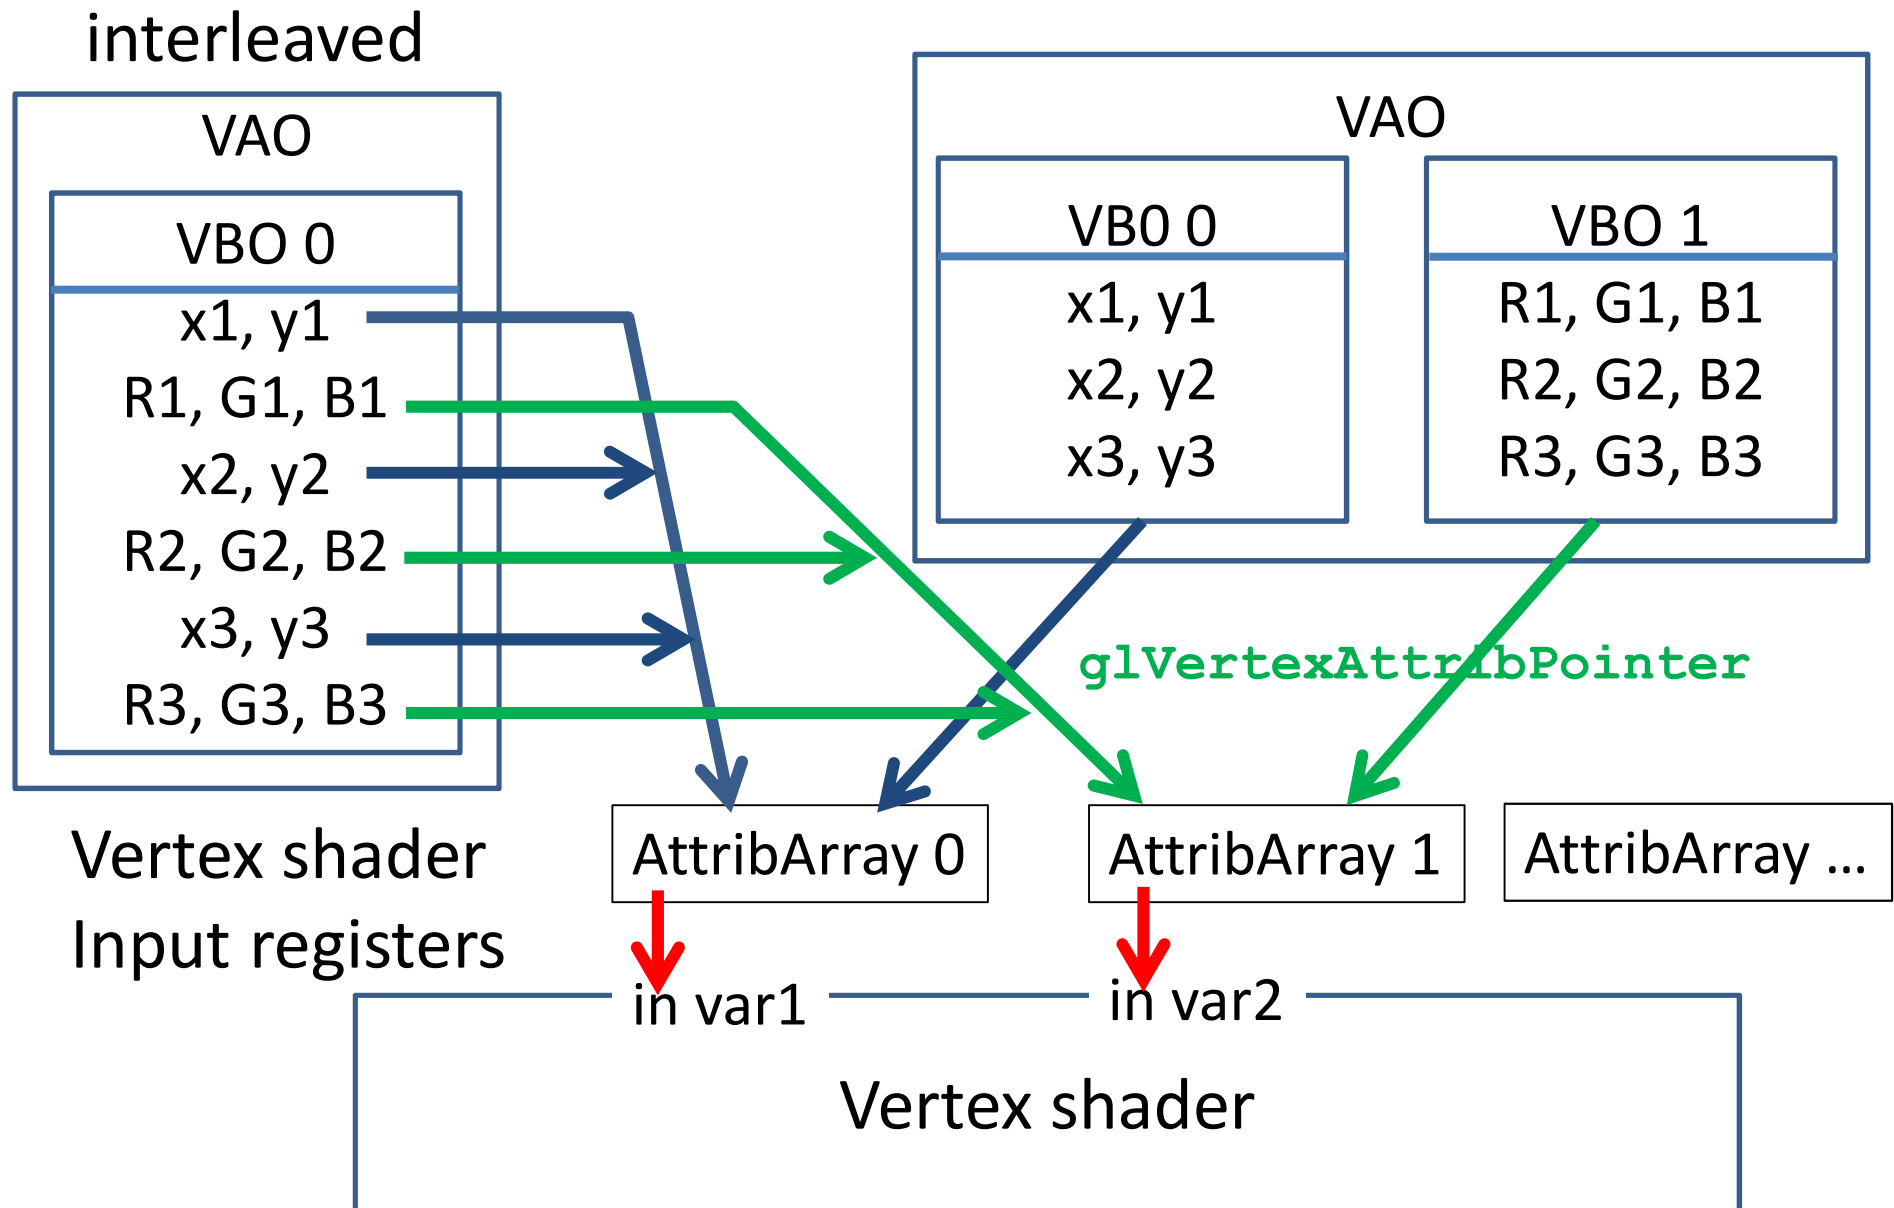 interleaved
VAO
VBO 0
x1, y1
R1, G1, B1
x2, y2
R2, G2, B2
x3, y3
R3, G3, B3
VAO
VB0 0
x1, y1
x2, y2
x3, y3
VBO 1
R1, G1, B1
R2, G2, B2
R3, G3, B3
glVertexAttribPointer
Vertex shader
Input registers
AttribArray 0
AttribArray 1
AttribArray ...
in var1
in var2
Vertex shader